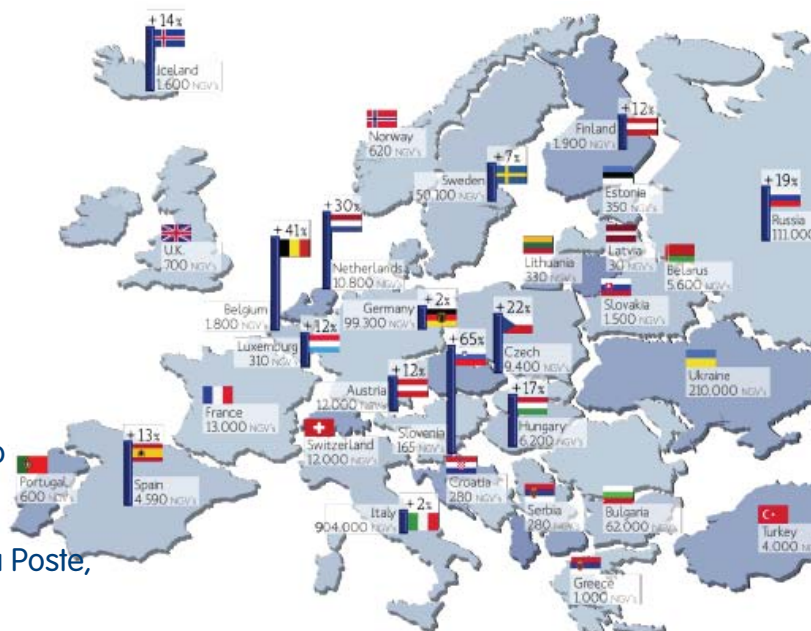 +14%
Iceland
1.600 NGV's
Norway
620 NGV's
+12%
Finland
1.900 NGV's
+7%
Sweden
50.100 NGV's
Estonia
350 NGV's
+19%
Russia
111.000
+30%
Netherlands
10.800 NGV's
+41%
Belgium
1.800 NGV's
U.K.
700 NGV's
Lithuania
330 NGV's
Latvia
30 NGV's
Belarus
5.600 NGV's
Slovakia
1.500 NGV's
+2%
Germany
99.300 NGV's
+22%
Czech
9.400 NGV's
+12%
Luxemburg
310 NGV's
+65%
Slovenia
165 NGV's
Ukraine
210.000 NGV's
+12%
Austria
12.000 NGV's
+17%
Hungary
6.200 NGV's
France
13.000 NGV's
Switzerland
12.000 NGV's
+13%
Spain
4.590 NGV's
Portugal
600 NGV's
Croatia
280 NGV's
Serbia
280 NGV's
Bulgaria
62.000 NGV's
+2%
Italy
904.000 NGV's
Turkey
4.000
Greece
1.000 NGV's
Poste,